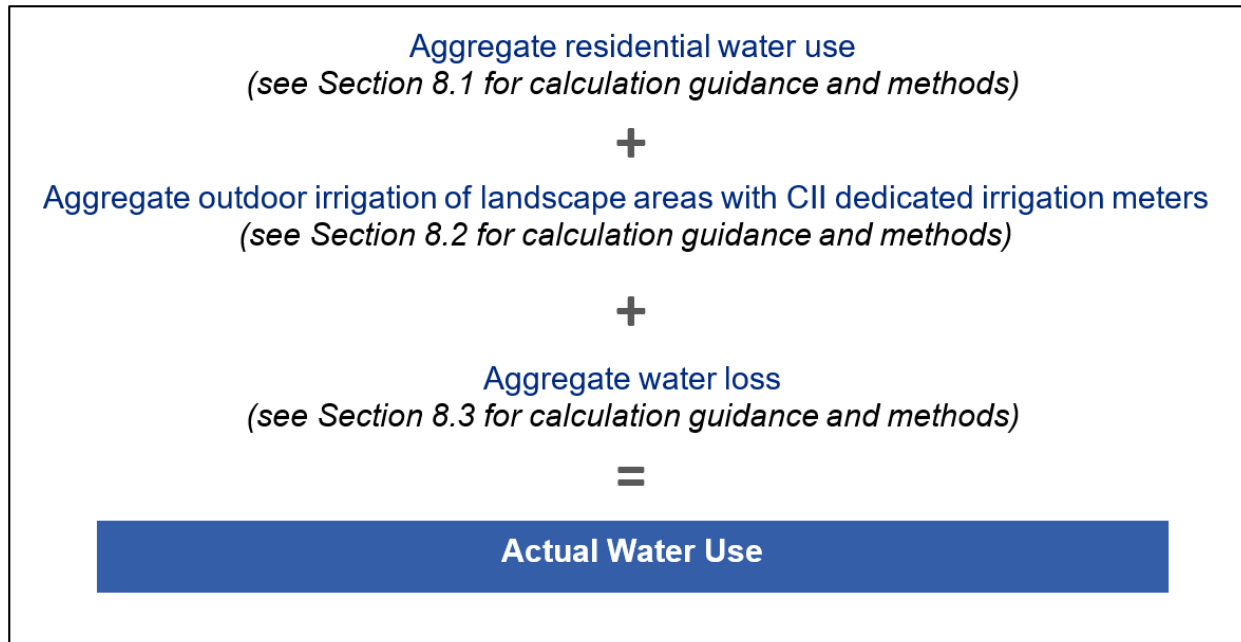 Aggregate residential water use
(see Section 8.1 for calculation guidance and methods)
+
Aggregate outdoor irrigation of landscape areas with CII dedicated irrigation meters
(see Section 8.2 for calculation guidance and methods)
+
Aggregate water loss
(see Section 8.3 for calculation guidance and methods)
=
Actual Water Use